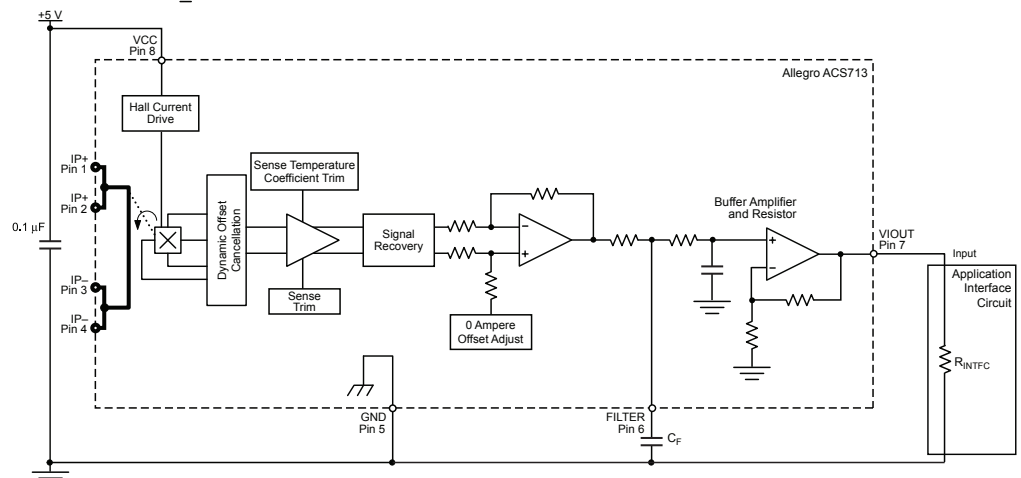 +5 V
VCC
Pin 8
Allegro ACS713
Hall Current
Drive
IP+
Pin 1
IP+
Pin 2
IP–
Pin 3
IP–
Pin 4
0.1 μF
Dynamic Offset
Cancellation
Sense Temperature
Coefficient Trim
Sense
Trim
Signal
Recovery
0 Ampere
Offset Adjust
Buffer Amplifier
and Resistor
VIOUT
Pin 7
Input
Application
Interface
Circuit
RINTFC
GND
Pin 5
FILTER
Pin 6
CF